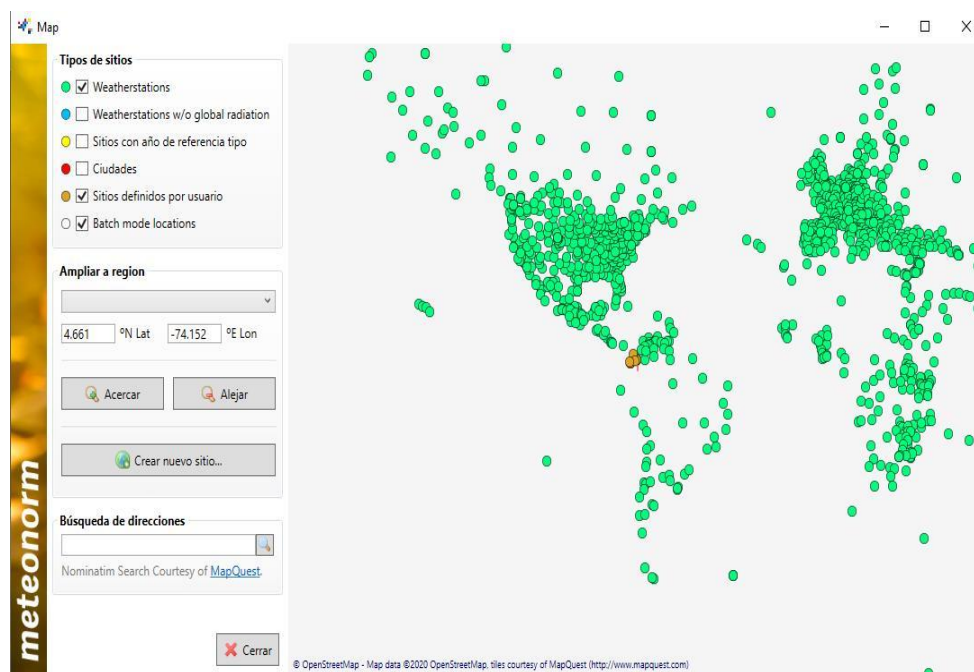 Map
Tipos de sitios
Weatherstations
Weatherstations w/o global radiation
Sitios con año de referencia tipo
Ciudades
Sitios definidos por usuario
Batch mode locations
Ampliar a region
4.661 ºN Lat -74.152 ºE Lon
Acercar Alejar
Crear nuevo sitio...
Búsqueda de direcciones
Nominatim Search Courtesy of MapQuest.
Cerrar
meteonorm
© OpenStreetMap - Map data ©2020 OpenStreetMap, tiles courtesy of MapQuest (http://www.mapquest.com)